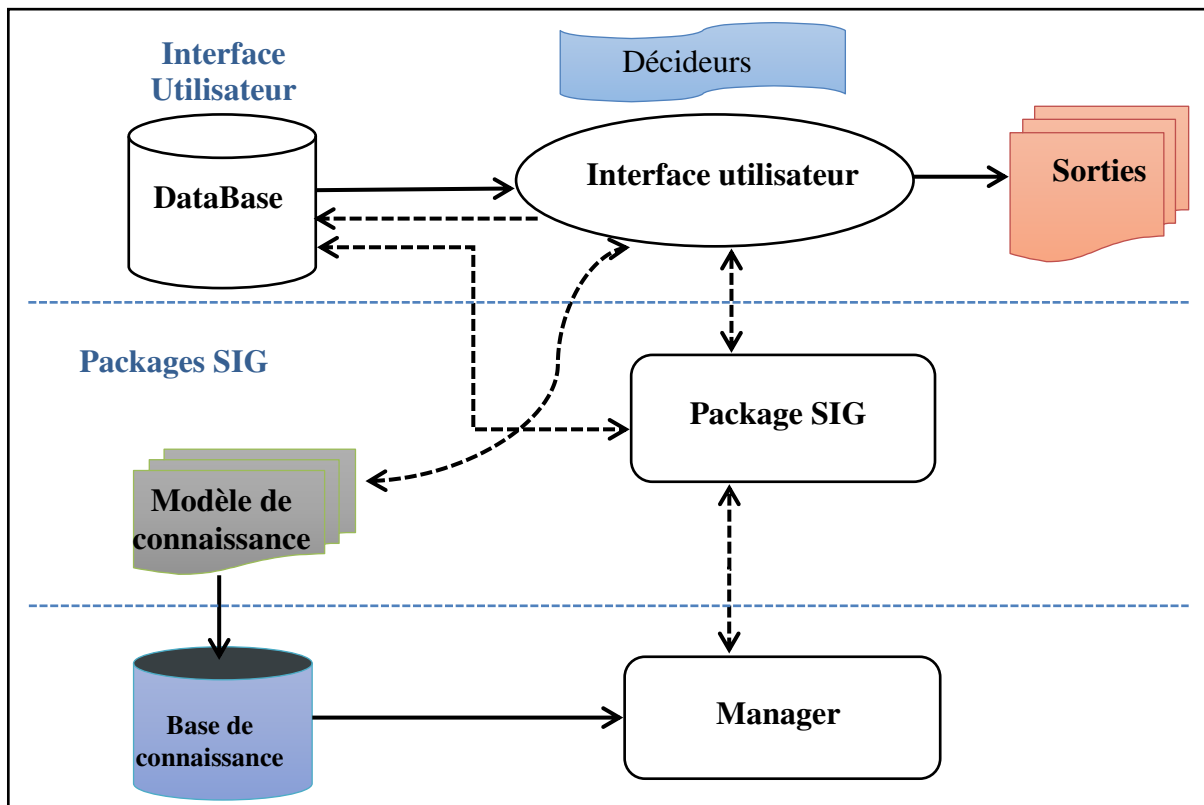 Interface
Utilisateur
Décideurs
DataBase
Interface utilisateur
Sorties
Packages SIG
Package SIG
Modèle de
connaissance
Base de
connaissance
Manager